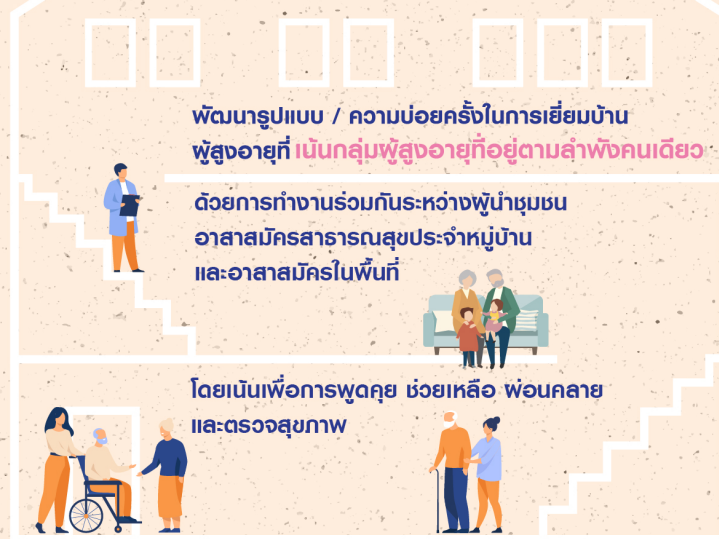 พัฒนารูปแบบ / ความบ่อยครั้งในการเยี่ยมบ้าน
ผู้สูงอายุที่ เน้นกลุ่มผู้สูงอายุที่อยู่ตามลำพังคนเดียว
ด้วยการทำงานร่วมกันระหว่างผู้นำชุมชน
อาสาสมัครสาธารณสุขประจำหมู่บ้าน
และอาสาสมัครในพื้นที่
โดยเน้นเพื่อการพูดคุย ช่วยเหลือ ผ่อนคลาย
และตรวจสุขภาพ